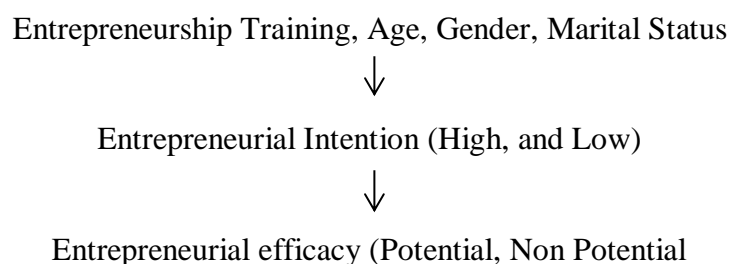 Entrepreneurship Training, Age, Gender, Marital Status
Entrepreneurial Intention (High, and Low)
Entrepreneurial efficacy (Potential, Non Potential